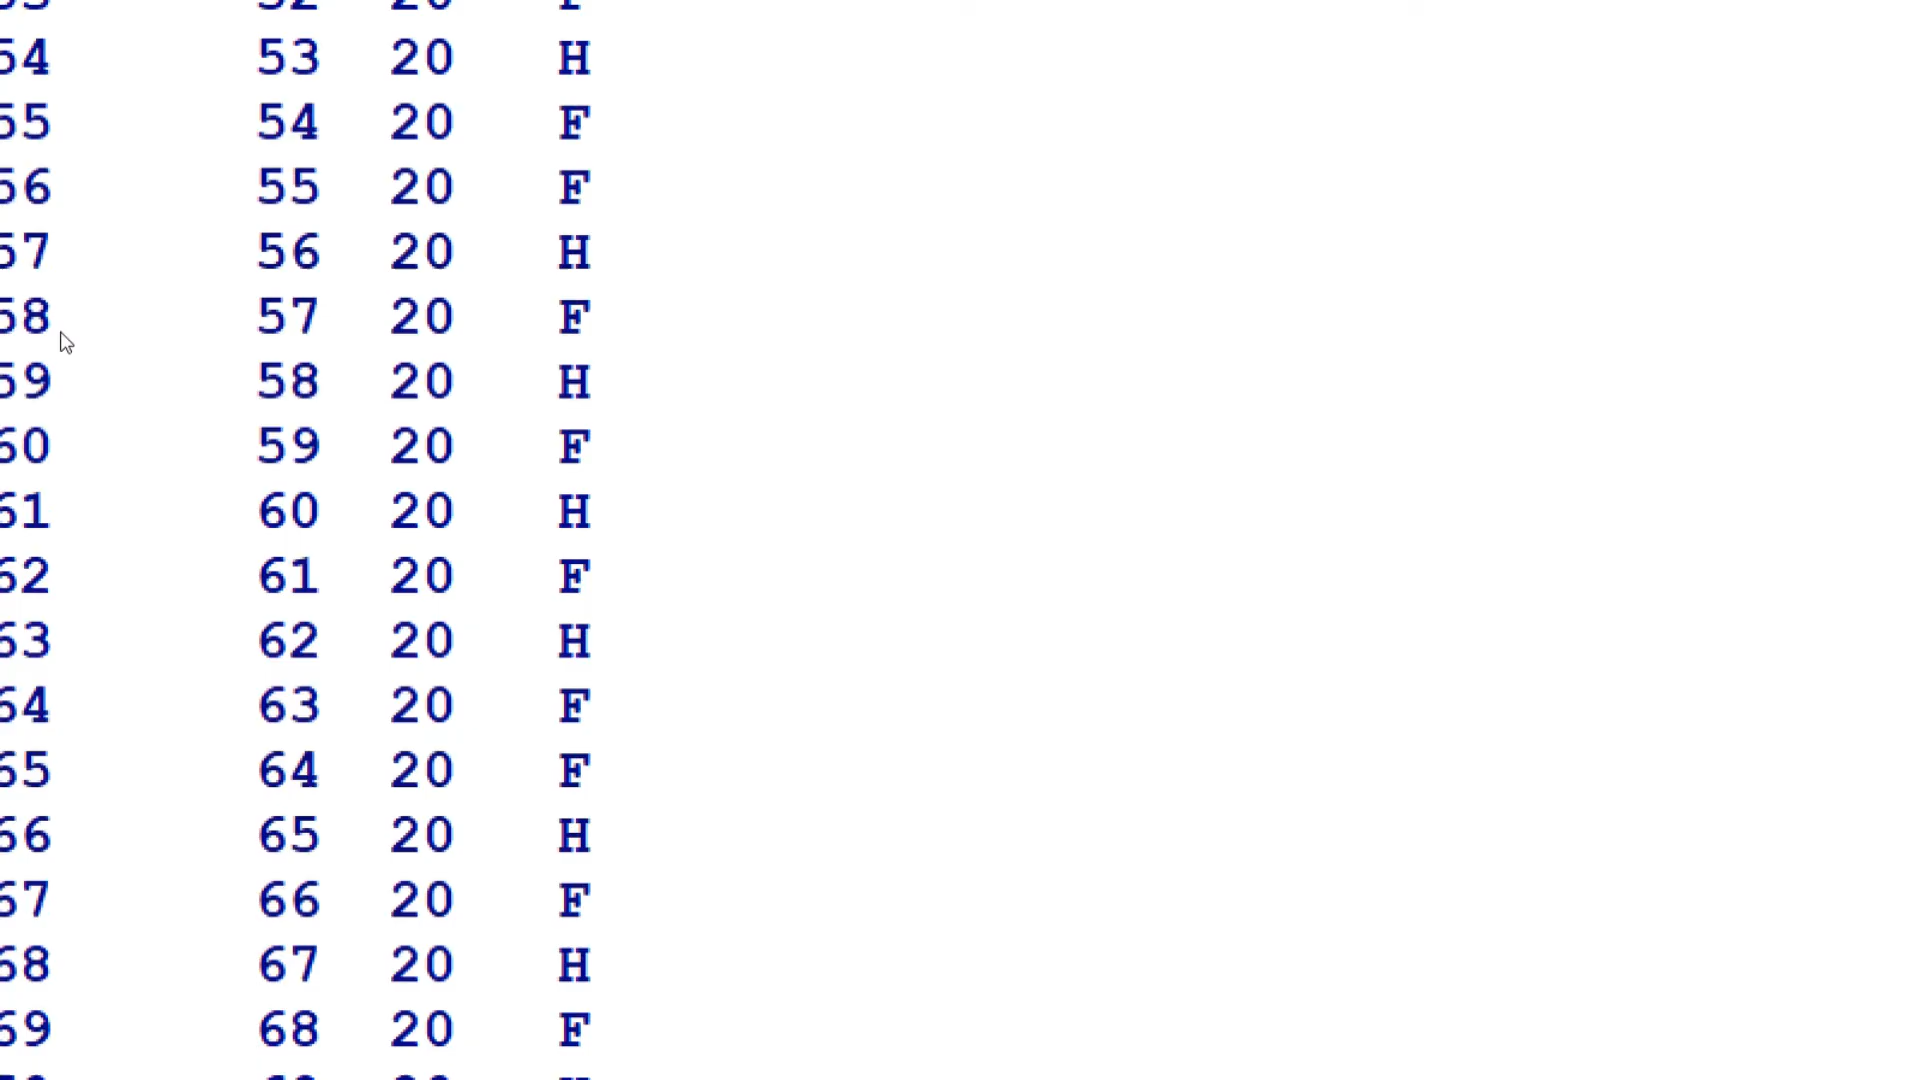 54 53 20 H
55 54 20 F
56 55 20 F
57 56 20 H
58 57 20 F
59 58 20 H
60 59 20 F
61 60 20 H
62 61 20 F
63 62 20 H
64 63 20 F
65 64 20 F
66 65 20 H
67 66 20 F
68 67 20 H
69 68 20 F